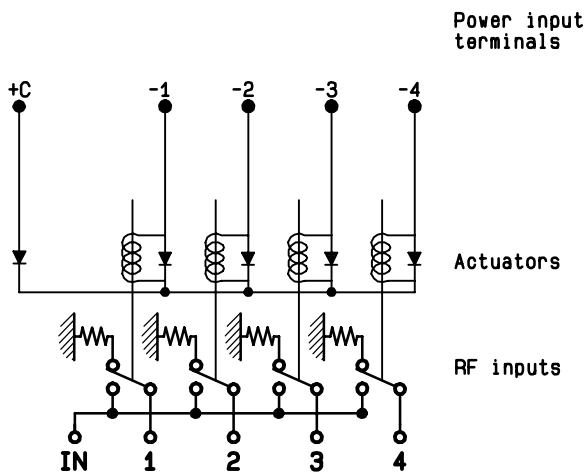 Power input
terminals
+C -1 -2 -3 -4
Actuators
RF inputs
IN 1 2 3 4